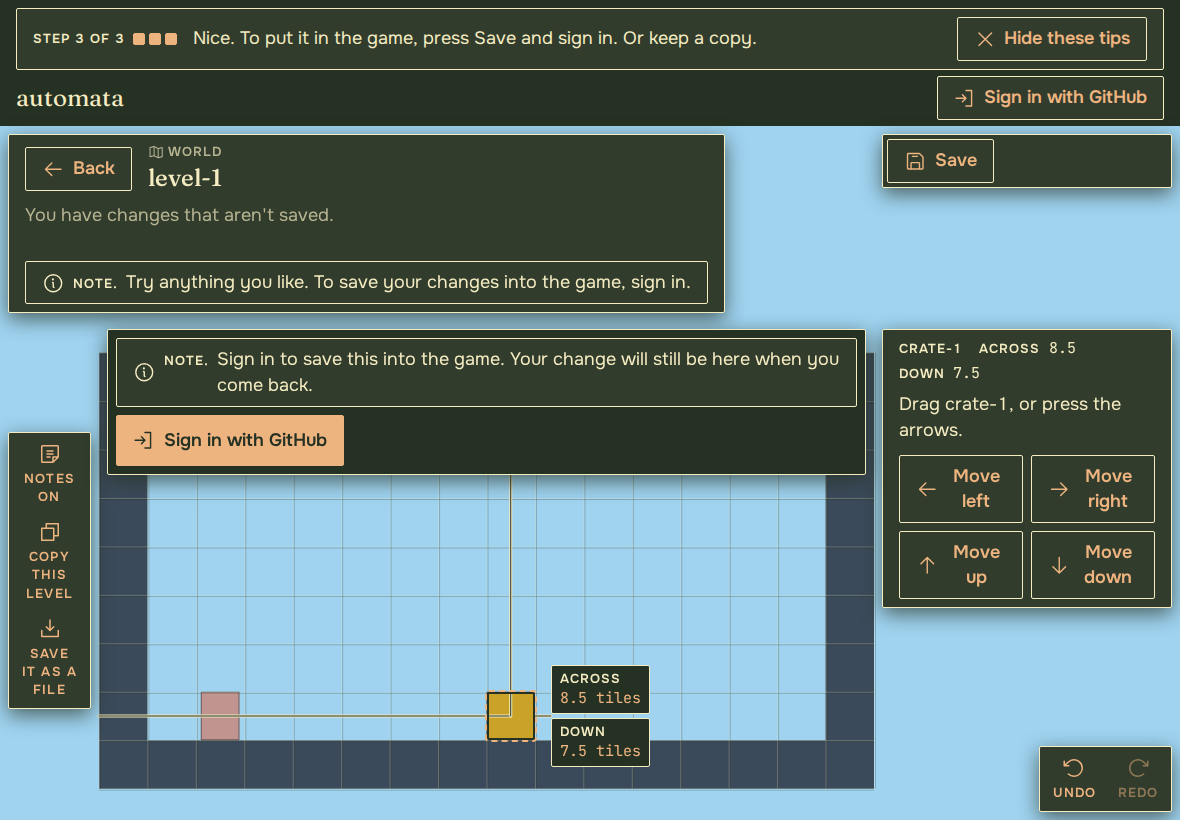 STEP 3 OF 3
Nice. To put it in the game, press Save and sign in. Or keep a copy.
Hide these tips
automata
Sign in with GitHub
Back
WORLD
level-1
You have changes that aren't saved.
NOTE. Try anything you like. To save your changes into the game, sign in.
Save
NOTE. Sign in to save this into the game. Your change will still be here when you
come back.
Sign in with GitHub
CRATE-1 ACROSS 8.5
DOWN 7.5
Drag crate-1, or press the
arrows.
Move
left
Move
right
Move
up
Move
down
NOTES
ON
COPY
THIS
LEVEL
SAVE
IT AS A
FILE
ACROSS
8.5 tiles
DOWN
7.5 tiles
UNDO
REDO